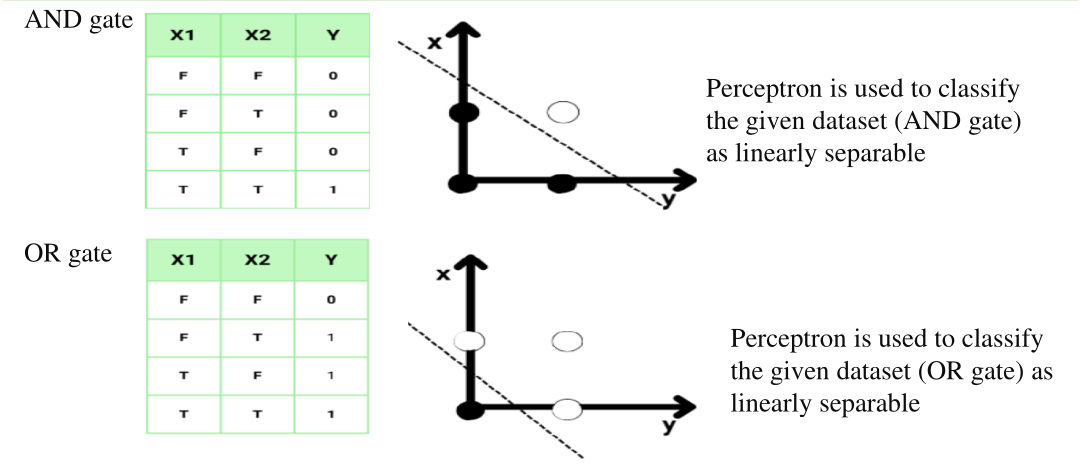 AND gate
X1 X2 Y
F F 0
F T 0
T F 0
T T 1
x
y
Perceptron is used to classify
the given dataset (AND gate)
as linearly separable
OR gate
X1 X2 Y
F F 0
F T 1
T F 1
T T 1
x
y
Perceptron is used to classify
the given dataset (OR gate) as
linearly separable